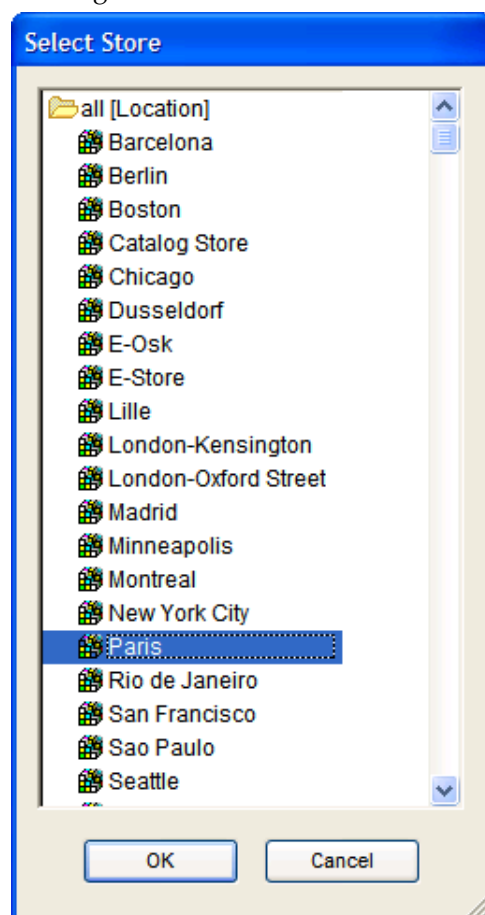 Select Store
all [Location]
Barcelona
Berlin
Boston
Catalog Store
Chicago
Dusseldorf
E-Osk
E-Store
Lille
London-Kensington
London-Oxford Street
Madrid
Minneapolis
Montreal
New York City
Paris
Rio de Janeiro
San Francisco
Sao Paulo
Seattle
OK Cancel